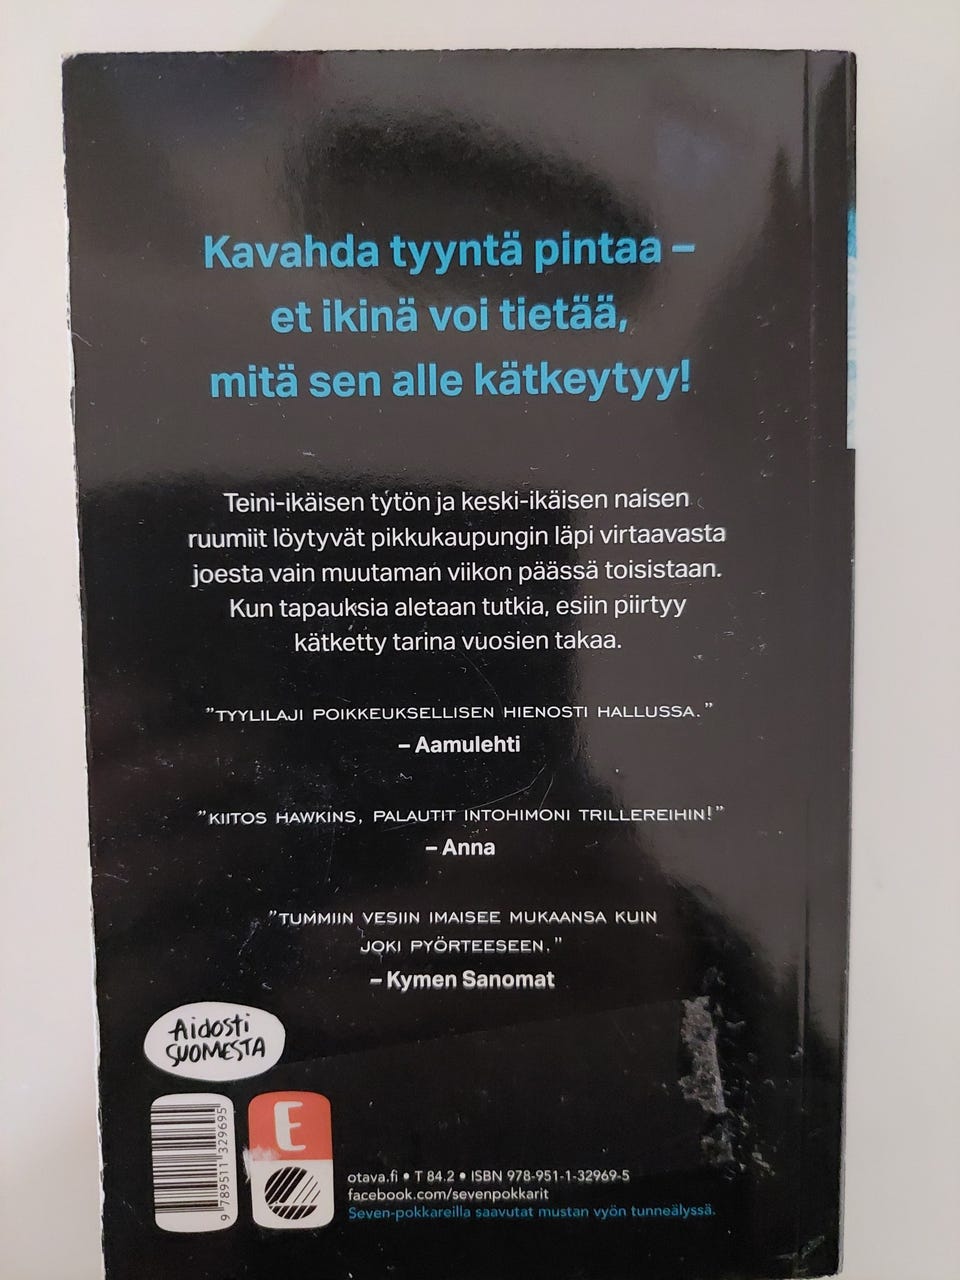 Kavahda tyyntä pintaa –
et ikinä voi tietää,
mitä sen alle kätkeytyy!
Teini-ikäisen tytön ja keski-ikäisen naisen
ruumiit löytyvät pikkukaupungin läpi virtaavasta
joesta vain muutaman viikon päässä toisistaan.
Kun tapauksia aletaan tutkia, esiin piirtyy
kätketty tarina vuosien takaa.
"TYYLILAJI POIKKEUKSELLISEN HIENOSTI HALLUSSA."
– Aamulehti
"KIITOS HAWKINS, PALAUTIT INTOHIMONI TRILLEREIHIN!"
– Anna
"TUMMIIN VESIIN IMAISEE MUKAANSA KUIN
JOKI PYÖRTEESEEN."
– Kymen Sanomat
Aidosti
SUOMESTA
9 789511 329695
E
otava.fi • T 84.2 • ISBN 978-951-1-32969-5
facebook.com/sevenpokkarit
Seven-pokkareilla saavutat mustan vyön tunneälyssä.